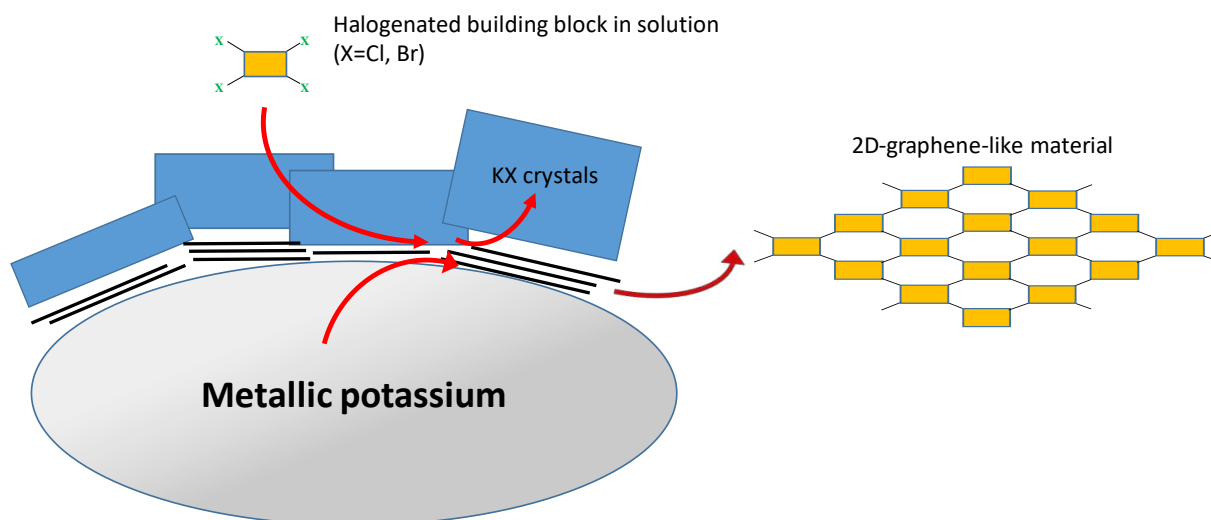 Halogenated building block in solution
(X=Cl, Br)
X X
X X
KX crystals
2D-graphene-like material
Metallic potassium